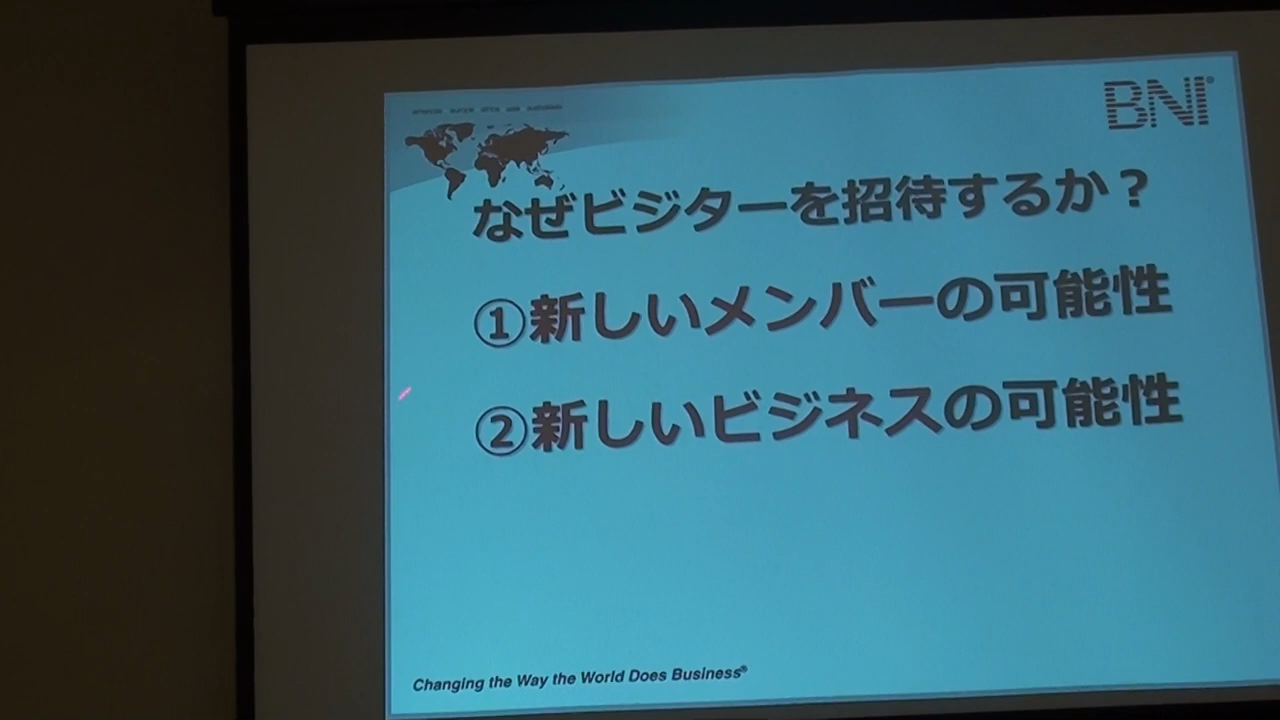 BNI
なぜビジターを招待するか？
①新しいメンバーの可能性
②新しいビジネスの可能性
Changing the Way the World Does Business®